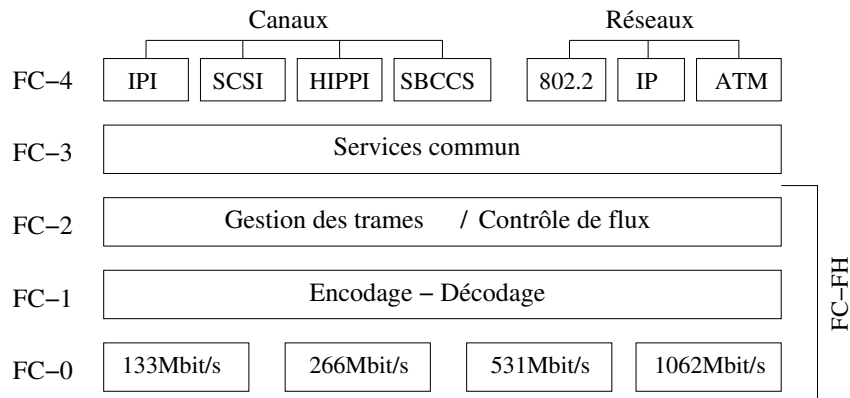 Canaux Réseaux
FC−4 IPI SCSI HIPPI SBCCS 802.2 IP ATM
FC−3 Services commun
FC−2 Gestion des trames / Contrôle de flux
FC−1 Encodage − Décodage
FC−0 133Mbit/s 266Mbit/s 531Mbit/s 1062Mbit/s
FC−FH